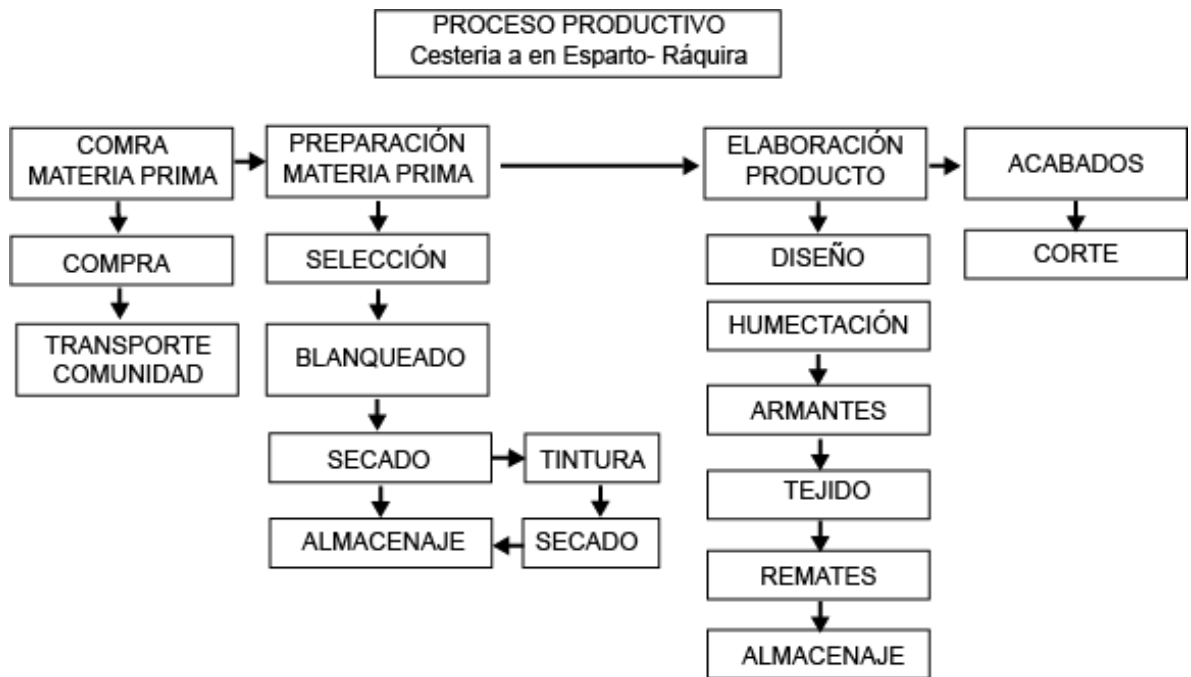 PROCESO PRODUCTIVO
Cesteria a en Esparto- Ráquira
COMRA
MATERIA PRIMA
PREPARACIÓN
MATERIA PRIMA
ELABORACIÓN
PRODUCTO
ACABADOS
COMPRA
TRANSPORTE
COMUNIDAD
SELECCIÓN
BLANQUEADO
SECADO
TINTURA
ALMACENAJE
SECADO
DISEÑO
HUMECTACIÓN
ARMANTES
TEJIDO
REMATES
ALMACENAJE
CORTE